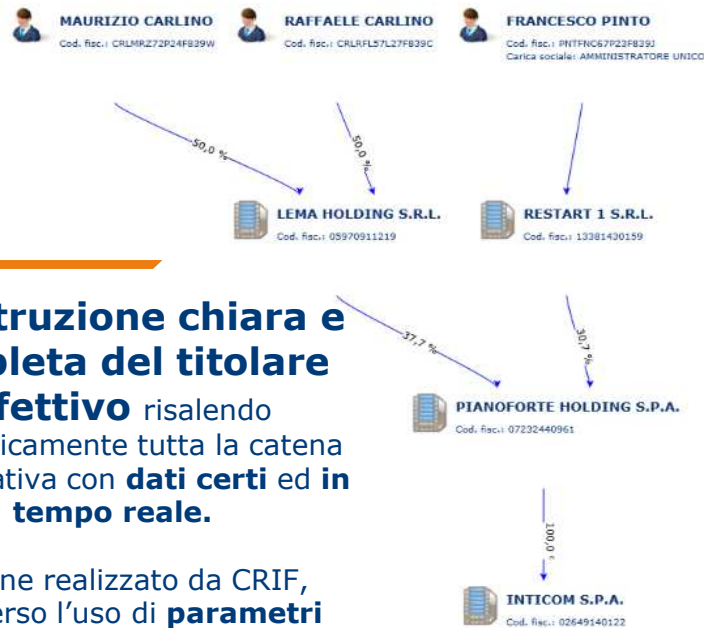 MAURIZIO CARLINO
Cod. fisc.: CRLMRZ72P24F839W
RAFFAELE CARLINO
Cod. fisc.: CRLRFL57L27F839C
FRANCESCO PINTO
Cod. fisc.: PNTFNC67P23F839J
Carica sociale: AMMINISTRATORE UNICO
50,0 %
50,0 %
LEMA HOLDING S.R.L.
Cod. fisc.: 05970911219
RESTART 1 S.R.L.
Cod. fisc.: 13381430159
37,7 %
30,7 %
PIANOFORTE HOLDING S.P.A.
Cod. fisc.: 07232440961
100,0
INTICOM S.P.A.
Cod. fisc.: 02649140122
truzione chiara e
pleta del titolare
fettivo risalendo
icamente tutta la catena
ativa con dati certi ed in
tempo reale.
ne realizzato da CRIF,
erso l'uso di parametri